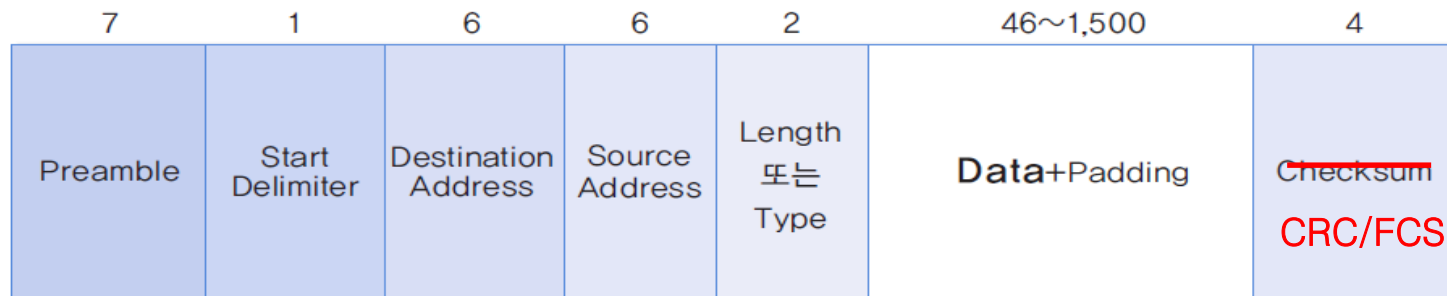 7 1 6 6 2 46～1,500 4
Preamble
Start
Delimiter
Destination
Address
Source
Address
Length
또는
Type
Data+Padding
Checksum
CRC/FCS